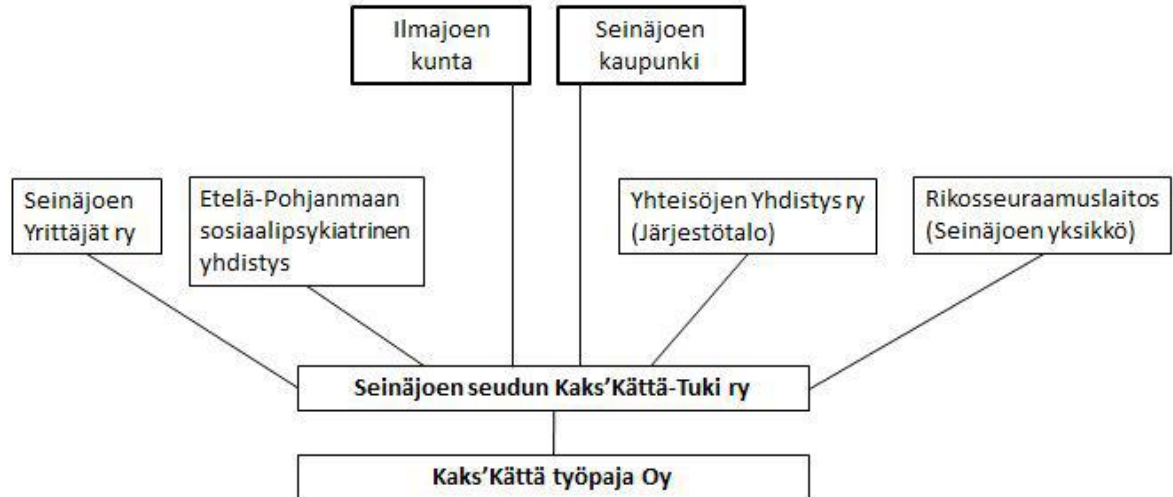 Ilmajoen
kunta
Seinäjoen
kaupunki
Seinäjoen
Yrittäjät ry
Etelä-Pohjanmaan
sosiaalipsykiatrinen
yhdistys
Yhteisöjen Yhdistys ry
(Järjestötalo)
Rikosseuraamuslaitos
(Seinäjoen yksikkö)
Seinäjoen seudun Kaks'Kättä-Tuki ry
Kaks'Kättä työpaja Oy